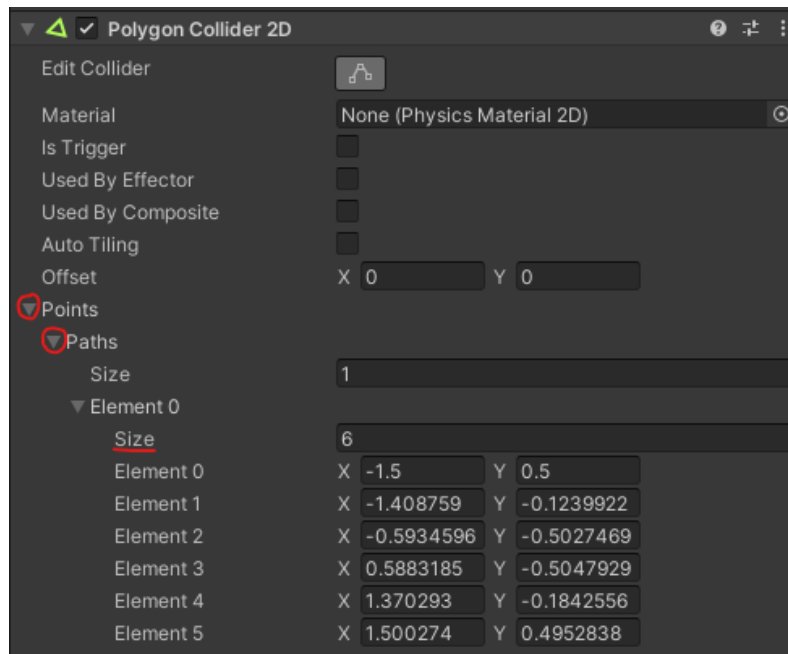 Polygon Collider 2D
Edit Collider
Material None (Physics Material 2D)
Is Trigger
Used By Effector
Used By Composite
Auto Tiling
Offset X 0 Y 0
Points
Paths
Size 1
Element 0
Size 6
Element 0 X -1.5 Y 0.5
Element 1 X -1.408759 Y -0.1239922
Element 2 X -0.5934596 Y -0.5027469
Element 3 X 0.5883185 Y -0.5047929
Element 4 X 1.370293 Y -0.1842556
Element 5 X 1.500274 Y 0.4952838